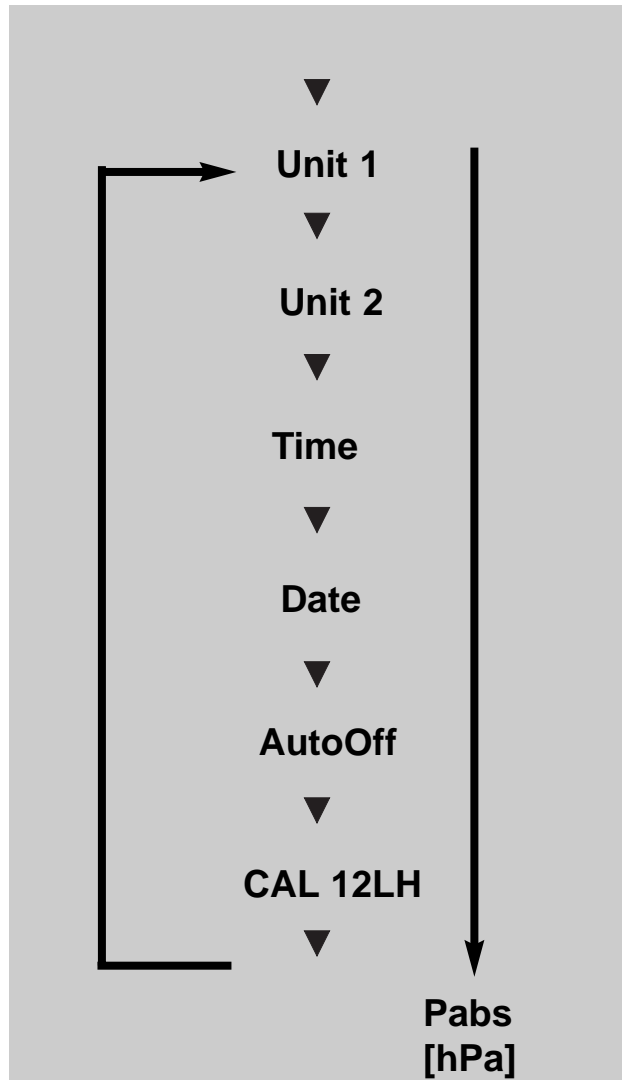 Unit 1
Unit 2
Time
Date
AutoOff
CAL 12LH
Pabs
[hPa]